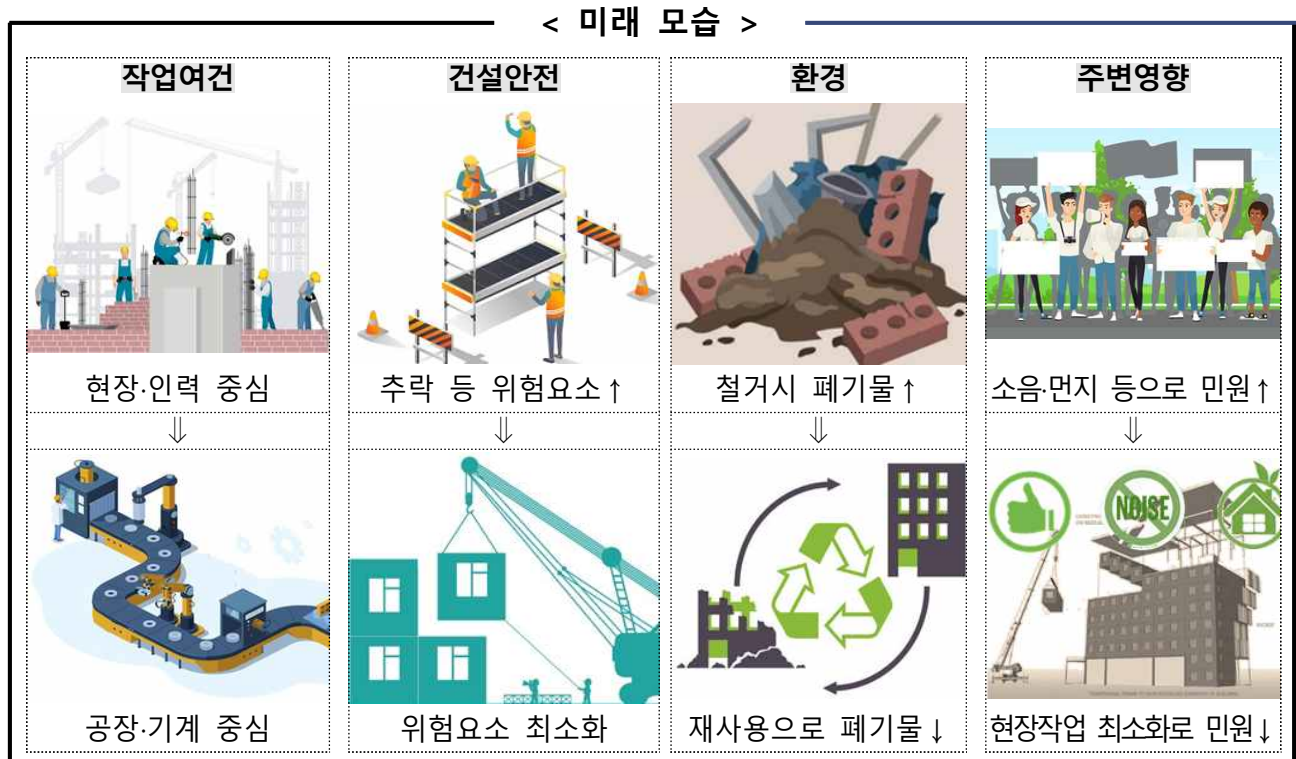 < 미래 모습 >
작업여건
건설안전
환경
주변영향
현장·인력 중심
추락 등 위험요소↑
철거시 폐기물↑
소음·먼지 등으로 민원↑
⇓
⇓
⇓
⇓
NOISE
공장·기계 중심
위험요소 최소화
재사용으로 폐기물↓
현장작업 최소화로 민원↓